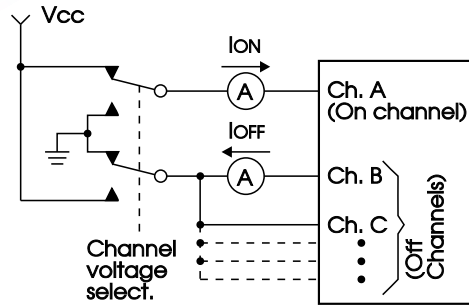 Vcc
ION
A
Ch. A
(On channel)
IOFF
A
Ch. B
Ch. C
(Off
Channels)
Channel
voltage
select.